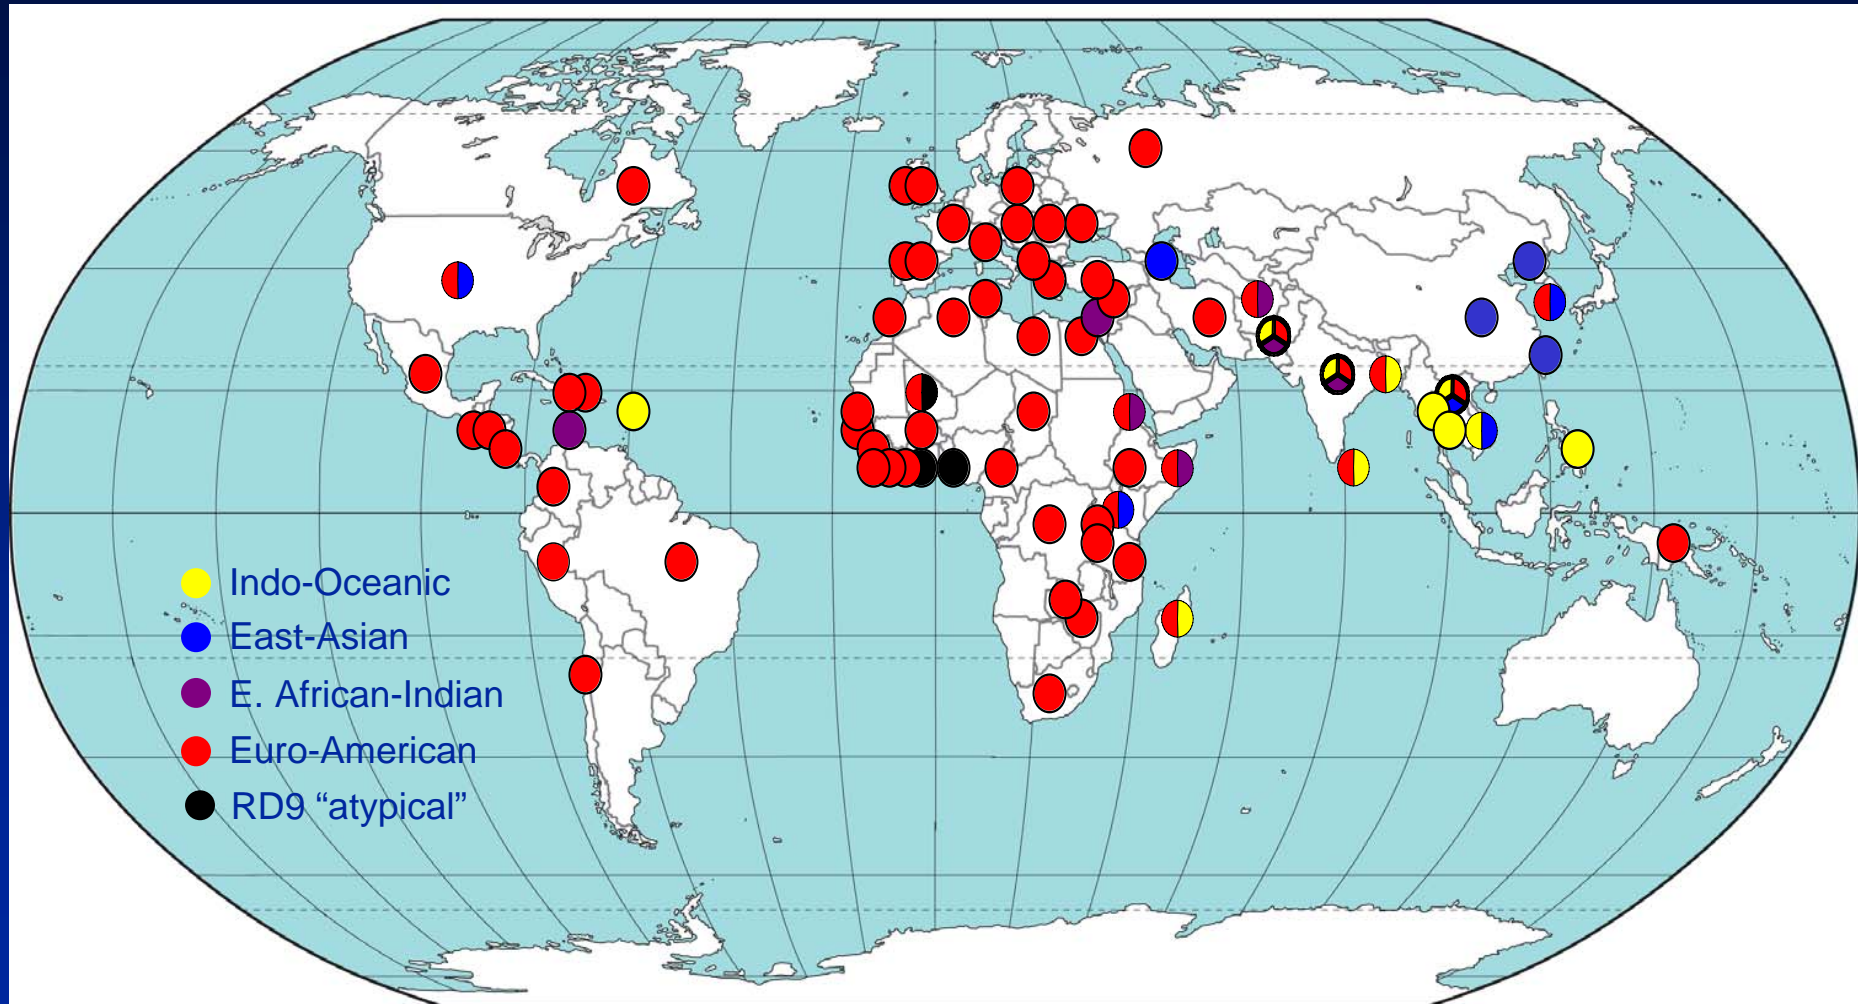 Indo-Oceanic
East-Asian
E. African-Indian
Euro-American
RD9 “atypical”